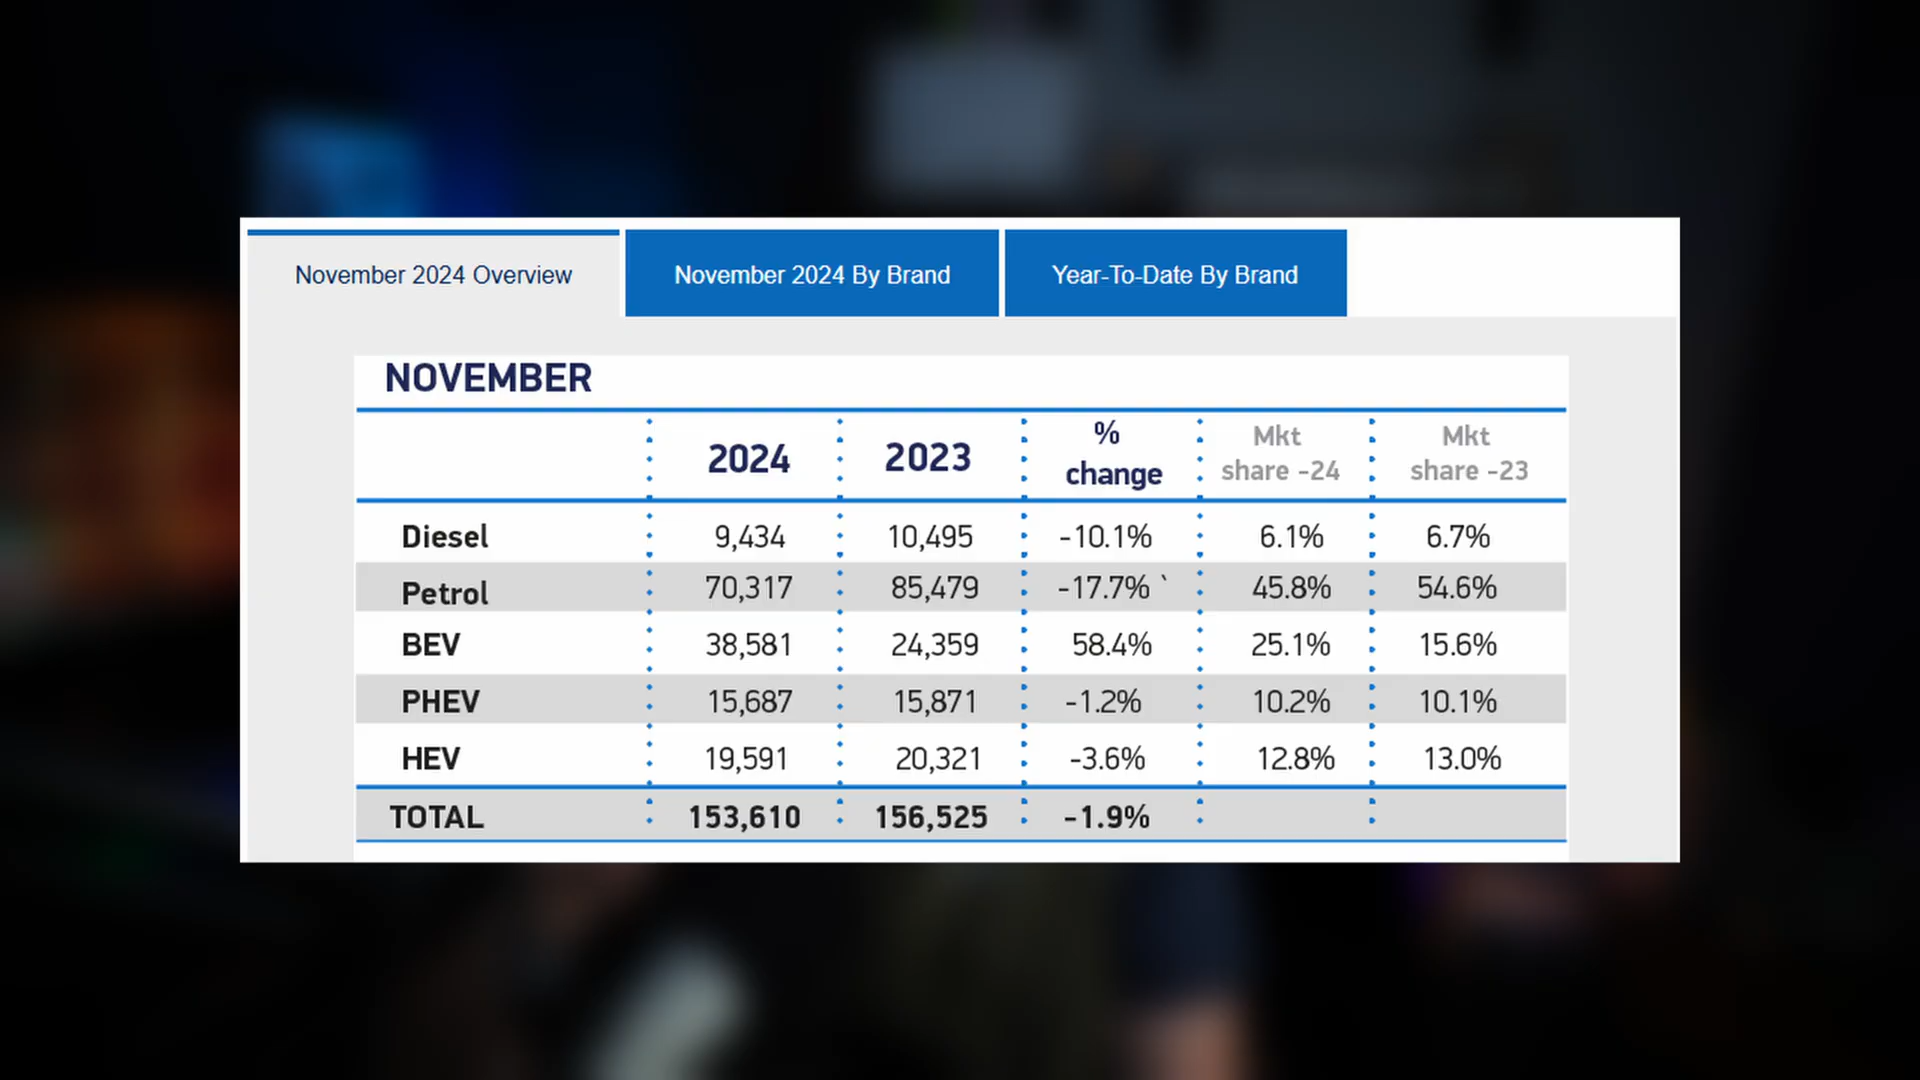 November 2024 Overview November 2024 By Brand Year-To-Date By Brand
NOVEMBER
2024 2023 % change Mkt share -24 Mkt share -23
Diesel 9,434 10,495 -10.1% 6.1% 6.7%
Petrol 70,317 85,479 -17.7% ` 45.8% 54.6%
BEV 38,581 24,359 58.4% 25.1% 15.6%
PHEV 15,687 15,871 -1.2% 10.2% 10.1%
HEV 19,591 20,321 -3.6% 12.8% 13.0%
TOTAL 153,610 156,525 -1.9%